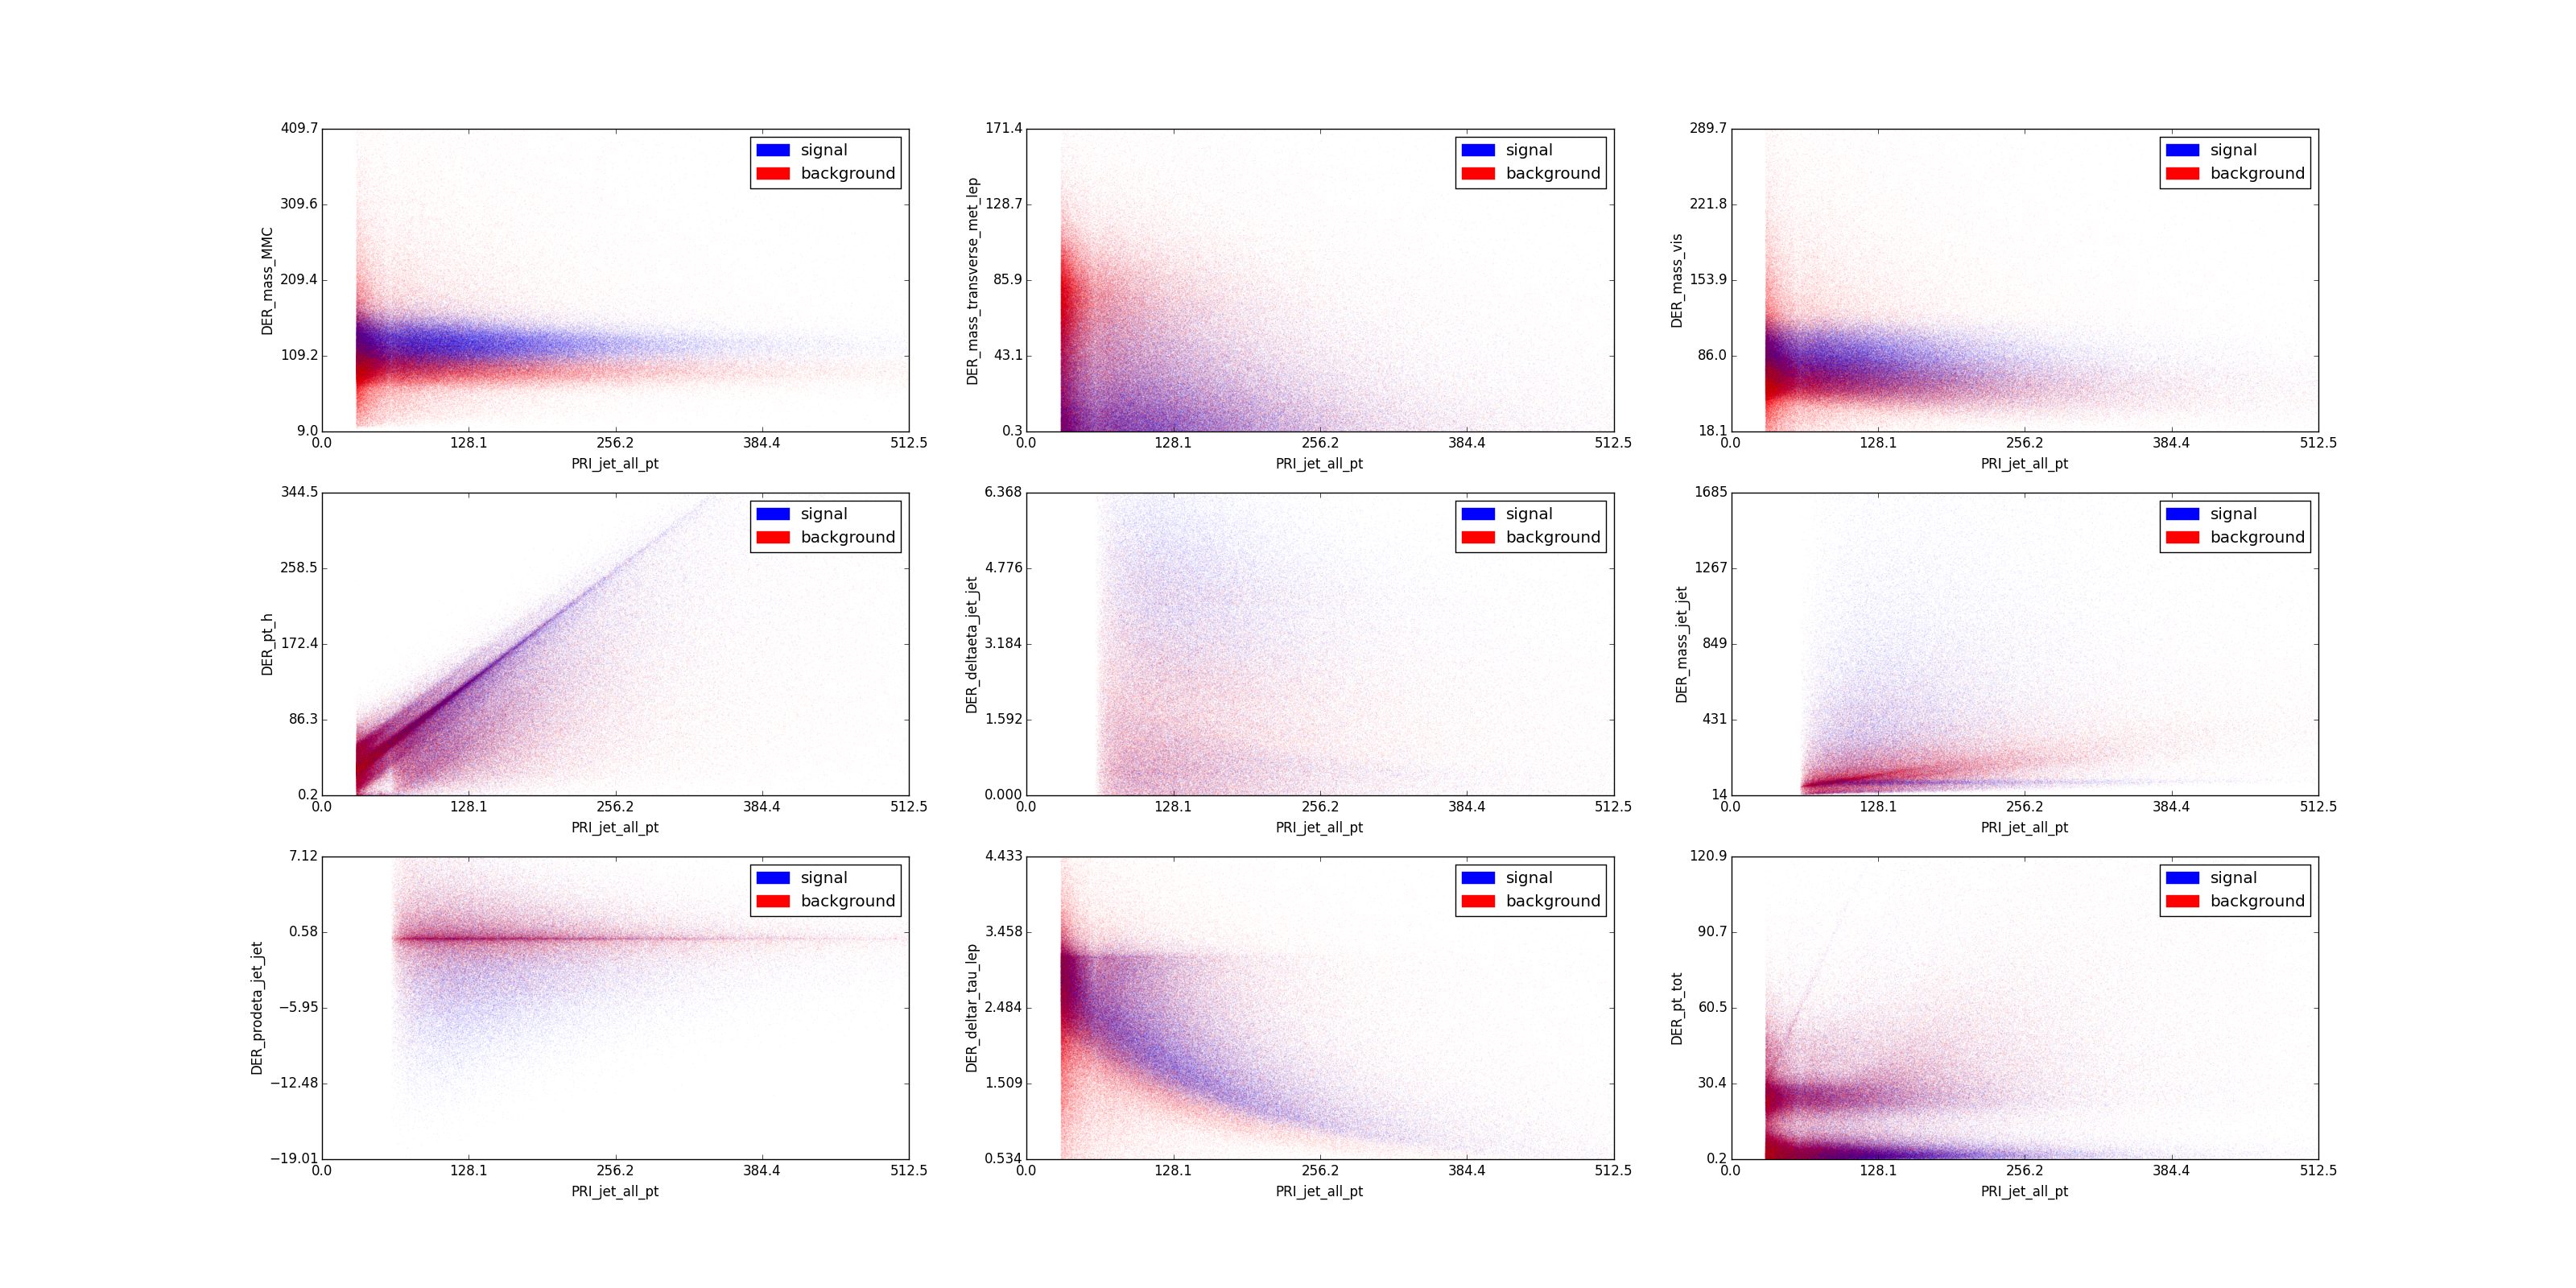 409.7
309.6
209.4
109.2
9.0
DER_mass_MMC
signal
background
0.0 128.1 256.2 384.4 512.5
PRI_jet_all_pt
171.4
128.7
85.9
43.1
0.3
DER_mass_transverse_met_lep
signal
background
0.0 128.1 256.2 384.4 512.5
PRI_jet_all_pt
289.7
221.8
153.9
86.0
18.1
DER_mass_vis
signal
background
0.0 128.1 256.2 384.4 512.5
PRI_jet_all_pt
344.5
258.5
172.4
86.3
0.2
DER_pt_h
signal
background
0.0 128.1 256.2 384.4 512.5
PRI_jet_all_pt
6.368
4.776
3.184
1.592
0.000
DER_deltaeta_jet_jet
signal
background
0.0 128.1 256.2 384.4 512.5
PRI_jet_all_pt
1685
1267
849
431
14
DER_mass_jet_jet
signal
background
0.0 128.1 256.2 384.4 512.5
PRI_jet_all_pt
7.12
0.58
−5.95
−12.48
−19.01
DER_prodeta_jet_jet
signal
background
0.0 128.1 256.2 384.4 512.5
PRI_jet_all_pt
4.433
3.458
2.484
1.509
0.534
DER_deltar_tau_lep
signal
background
0.0 128.1 256.2 384.4 512.5
PRI_jet_all_pt
120.9
90.7
60.5
30.4
0.2
DER_pt_tot
signal
background
0.0 128.1 256.2 384.4 512.5
PRI_jet_all_pt